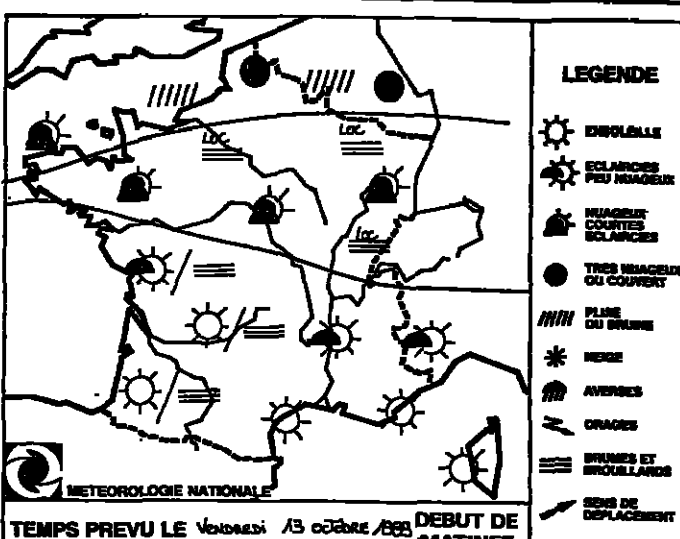 LEGENDE
ENSOLEILLE
ECLAIRCIES
PEU NUAGEUX
NUAGEUX
COURTES
ECLAIRCIES
TRES NUAGEUX
OU COUVERT
PLUIE
OU BRUINE
NEIGE
AVERSES
ORAGES
BRUMES ET
BROUILLARDS
SENS DE
DEPLACEMENT
LOC
LOC
LOC
METEOROLOGIE NATIONALE
TEMPS PREVU LE Vendredi 13 octobre DEBUT DE
MATINEE